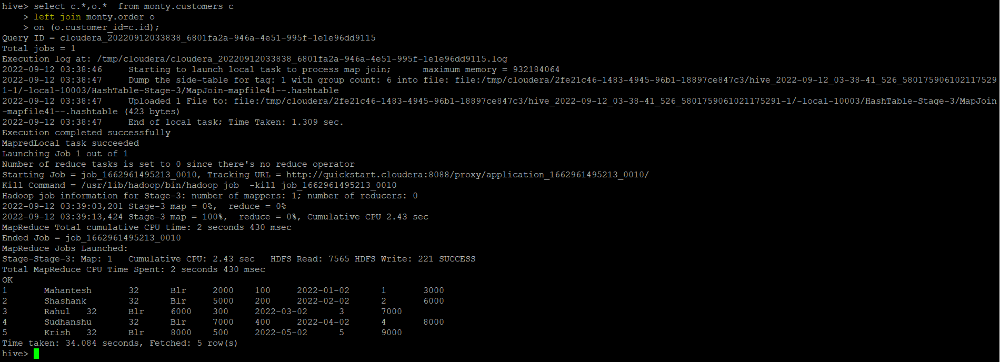 hive> select c.*,o.*  from monty.customers c
    > left join monty.order o
    > on (o.customer_id=c.id);
Query ID = cloudera_20220912033838_6801fa2a-946a-4e51-995f-1e1e96dd9115
Total jobs = 1
Execution log at: /tmp/cloudera/cloudera_20220912033838_6801fa2a-946a-4e51-995f-1e1e96dd9115.log
2022-09-12 03:38:46     Starting to launch local task to process map join;      maximum memory = 932184064
2022-09-12 03:38:47     Dump the side-table for tag: 1 with group count: 6 into file: file:/tmp/cloudera/2fe21c46-1483-4945-96b1-18897ce847c3/hive_2022-09-12_03-38-41_526_580175906102117529
1-1/-local-10003/HashTable-Stage-3/MapJoin-mapfile41--.hashtable
2022-09-12 03:38:47     Uploaded 1 File to: file:/tmp/cloudera/2fe21c46-1483-4945-96b1-18897ce847c3/hive_2022-09-12_03-38-41_526_5801759061021175291-1/-local-10003/HashTable-Stage-3/MapJoin
-mapfile41--.hashtable (423 bytes)
2022-09-12 03:38:47     End of local task; Time Taken: 1.309 sec.
Execution completed successfully
MapredLocal task succeeded
Launching Job 1 out of 1
Number of reduce tasks is set to 0 since there's no reduce operator
Starting Job = job_1662961495213_0010, Tracking URL = http://quickstart.cloudera:8088/proxy/application_1662961495213_0010/
Kill Command = /usr/lib/hadoop/bin/hadoop job  -kill job_1662961495213_0010
Hadoop job information for Stage-3: number of mappers: 1; number of reducers: 0
2022-09-12 03:39:03,201 Stage-3 map = 0%,  reduce = 0%
2022-09-12 03:39:13,424 Stage-3 map = 100%,  reduce = 0%, Cumulative CPU 2.43 sec
MapReduce Total cumulative CPU time: 2 seconds 430 msec
Ended Job = job_1662961495213_0010
MapReduce Jobs Launched:
Stage-Stage-3: Map: 1   Cumulative CPU: 2.43 sec   HDFS Read: 7565 HDFS Write: 221 SUCCESS
Total MapReduce CPU Time Spent: 2 seconds 430 msec
OK
1       Mahantesh       32      Blr     2000    100     2022-01-02      1       3000
2       Shashank        32      Blr     5000    200     2022-02-02      2       6000
3       Rahul   32      Blr     6000    300     2022-03-02      3       7000
4       Sudhanshu       32      Blr     7000    400     2022-04-02      4       8000
5       Krish   32      Blr     8000    500     2022-05-02      5       9000
Time taken: 34.084 seconds, Fetched: 5 row(s)
hive>